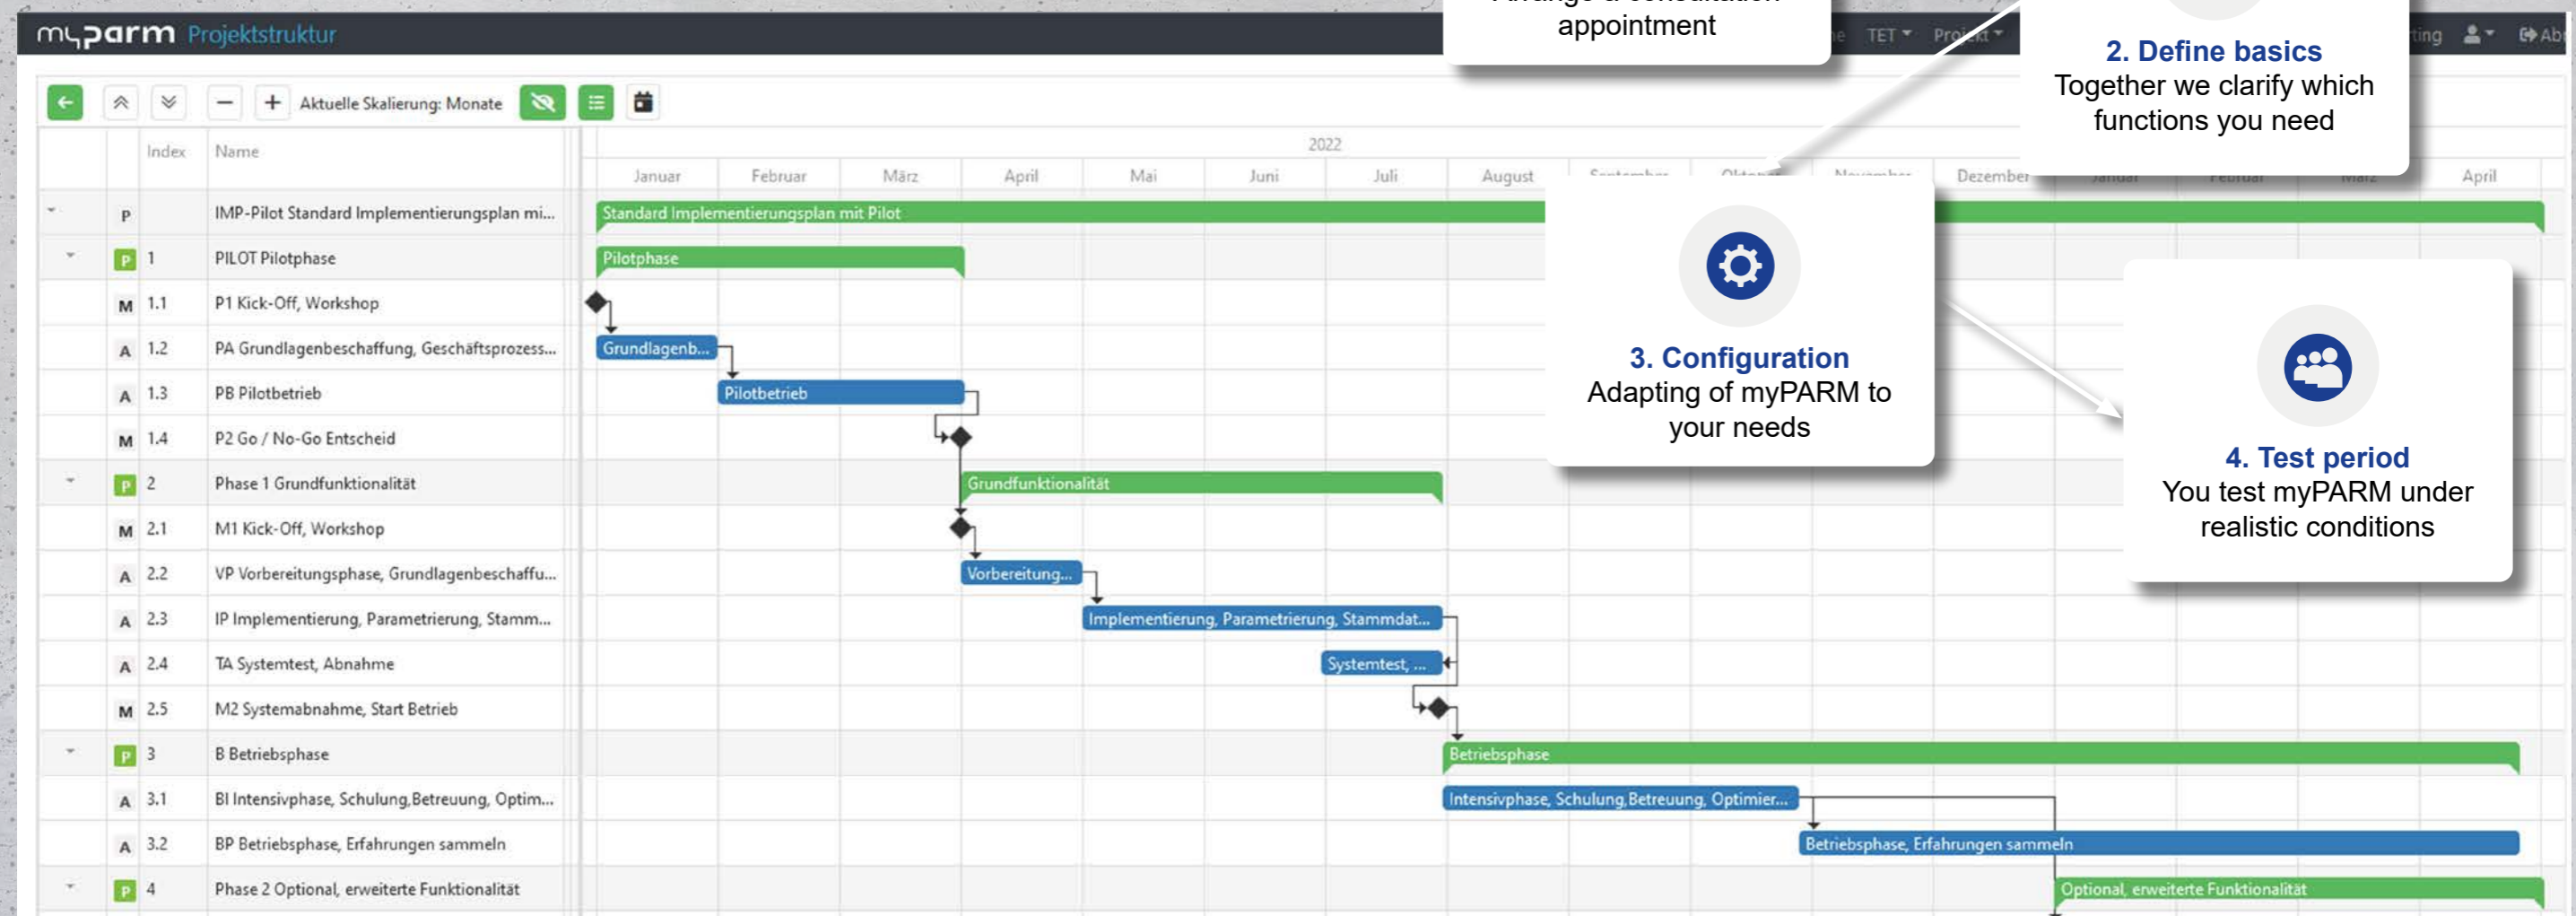 appointment
myparm Projektstruktur
TET Projekt
2. Define basics
Together we clarify which
functions you need
Aktuelle Skalierung: Monate
Index Name
2022
Januar Februar März April Mai Juni Juli August September Oktober November Dezember Januar Februar März April
P IMP-Pilot Standard Implementierungsplan mi...
Standard Implementierungsplan mit Pilot
P 1 PILOT Pilotphase
Pilotphase
M 1.1 P1 Kick-Off, Workshop
A 1.2 PA Grundlagenbeschaffung, Geschäftsprozess...
Grundlagenb...
A 1.3 PB Pilotbetrieb
Pilotbetrieb
M 1.4 P2 Go / No-Go Entscheid
P 2 Phase 1 Grundfunktionalität
Grundfunktionalität
M 2.1 M1 Kick-Off, Workshop
A 2.2 VP Vorbereitungsphase, Grundlagenbeschaffu...
Vorbereitung...
A 2.3 IP Implementierung, Parametrierung, Stamm...
Implementierung, Parametrierung, Stammdat...
A 2.4 TA Systemtest, Abnahme
Systemtest, ...
M 2.5 M2 Systemabnahme, Start Betrieb
P 3 B Betriebsphase
Betriebsphase
A 3.1 BI Intensivphase, Schulung,Betreuung, Optim...
Intensivphase, Schulung,Betreuung, Optimier...
A 3.2 BP Betriebsphase, Erfahrungen sammeln
Betriebsphase, Erfahrungen sammeln
P 4 Phase 2 Optional, erweiterte Funktionalität
Optional, erweiterte Funktionalität
3. Configuration
Adapting of myPARM to
your needs
4. Test period
You test myPARM under
realistic conditions